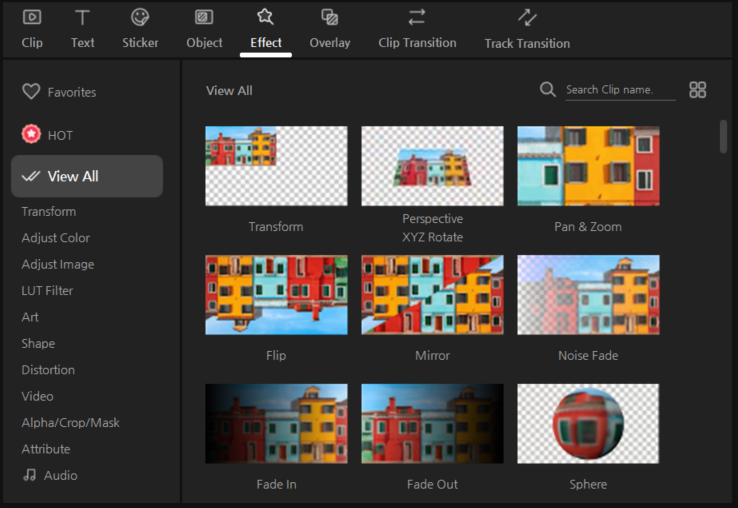 Clip
Text
Sticker
Object
Effect
Overlay
Clip Transition
Track Transition
Favorites
HOT
View All
Transform
Adjust Color
Adjust Image
LUT Filter
Art
Shape
Distortion
Video
Alpha/Crop/Mask
Attribute
Audio
View All
Search Clip name.
Transform
Perspective
XYZ Rotate
Pan & Zoom
Flip
Mirror
Noise Fade
Fade In
Fade Out
Sphere